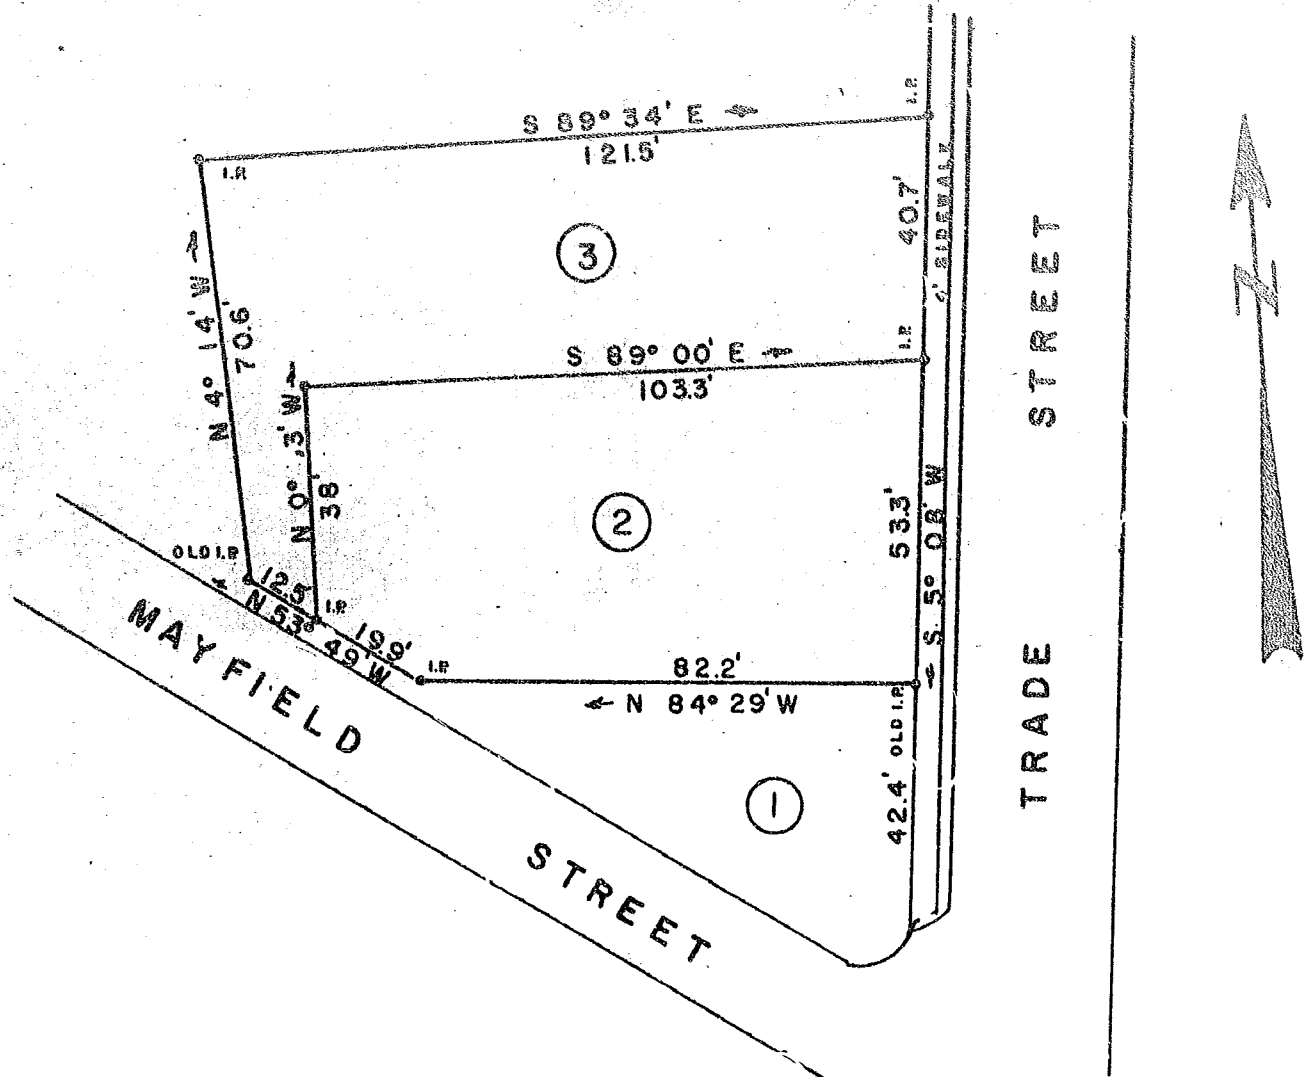 S 89° 34' E
121.5'
I.P.
I.P.
40.7'
4' SIDEWALK
3
N 4° 14' W
70.6'
S 89° 00' E
103.3'
I.P.
N 0° 3' W
38'
2
53.3'
S 5° 08' W
OLD I.P.
12.5'
I.P.
N 53° 49' W
19.9'
I.P.
82.2'
N 84° 29' W
OLD I.P.
42.4'
1
MAYFIELD STREET
TRADE STREET
N